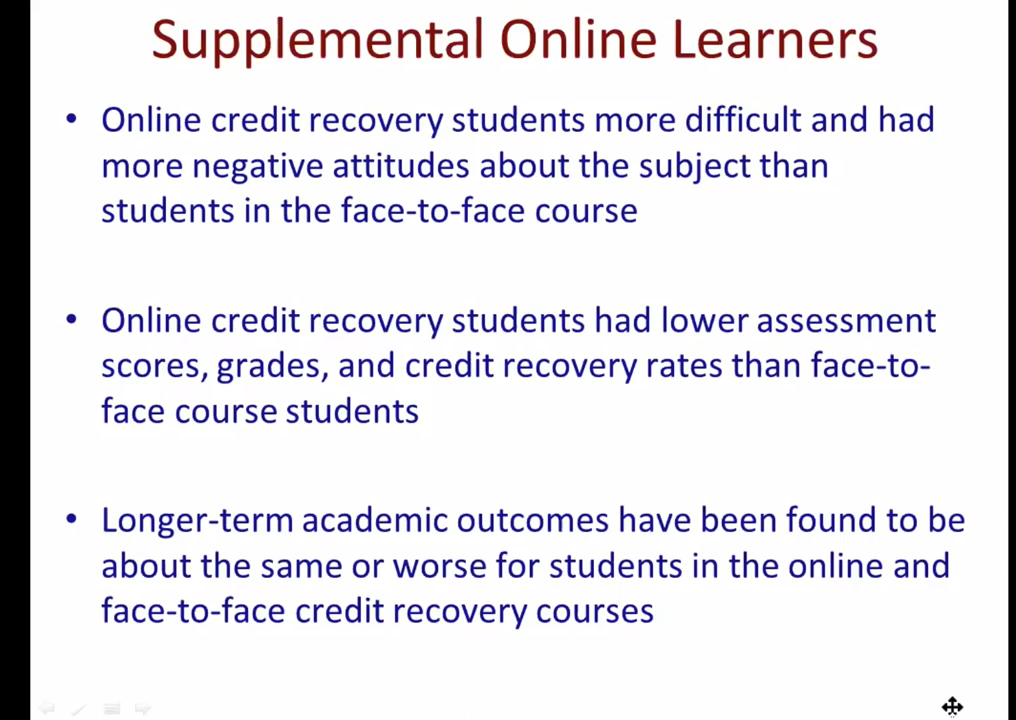 Supplemental Online Learners
• Online credit recovery students more difficult and had
more negative attitudes about the subject than
students in the face-to-face course
• Online credit recovery students had lower assessment
scores, grades, and credit recovery rates than face-to-
face course students
• Longer-term academic outcomes have been found to be
about the same or worse for students in the online and
face-to-face credit recovery courses